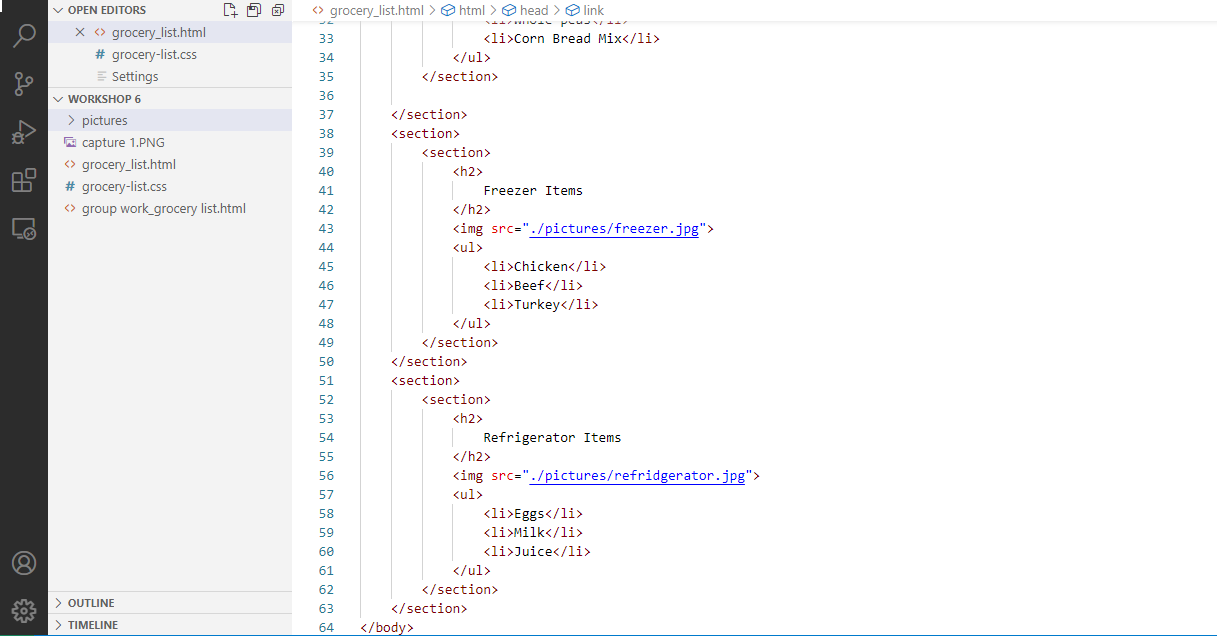 OPEN EDITORS
grocery_list.html
grocery-list.css
Settings
WORKSHOP 6
pictures
capture 1.PNG
grocery_list.html
grocery-list.css
group work_grocery list.html
OUTLINE
TIMELINE
grocery_list.html > html > head > link
32 <li>Whole peas</li>
33 <li>Corn Bread Mix</li>
34 </ul>
35 </section>
36
37 </section>
38 <section>
39 <section>
40 <h2>
41 Freezer Items
42 </h2>
43 <img src="./pictures/freezer.jpg">
44 <ul>
45 <li>Chicken</li>
46 <li>Beef</li>
47 <li>Turkey</li>
48 </ul>
49 </section>
50 </section>
51 <section>
52 <section>
53 <h2>
54 Refrigerator Items
55 </h2>
56 <img src="./pictures/refridgerator.jpg">
57 <ul>
58 <li>Eggs</li>
59 <li>Milk</li>
60 <li>Juice</li>
61 </ul>
62 </section>
63 </section>
64 </body>